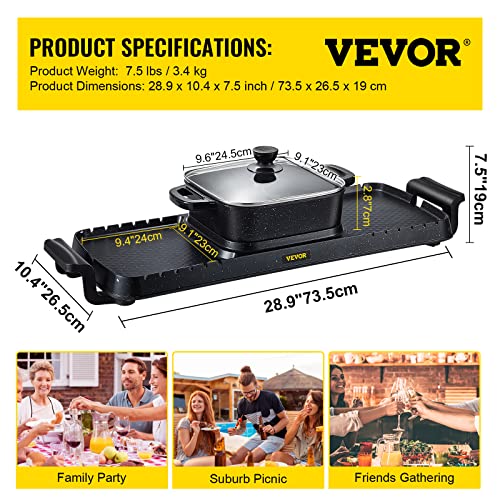 PRODUCT SPECIFICATIONS:
VEVOR®
Product Weight: 7.5 lbs / 3.4 kg
Product Dimensions: 28.9 x 10.4 x 7.5 inch / 73.5 x 26.5 x 19 cm
9.6"24.5cm
9.1"23cm
2.8"7cm
7.5"19cm
9.4"24cm
9.1"23cm
VEVOR
10.4"26.5cm
28.9"73.5cm
Family Party
Suburb Picnic
Friends Gathering